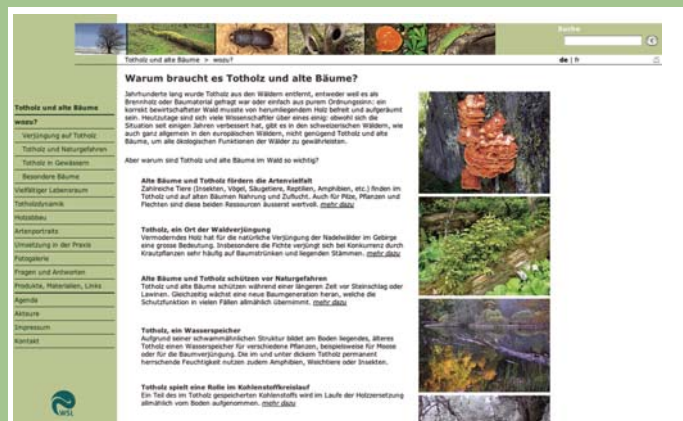 Suche
Totholz und alte Bäume > wozu?
de | fr
Totholz und alte Bäume
wozu?
Verjüngung auf Totholz
Totholz und Naturgefahren
Totholz in Gewässern
Besondere Bäume
Vielfältiger Lebensraum
Totholzdynamik
Holzabbau
Artenportraits
Umsetzung in der Praxis
Fotogalerie
Fragen und Antworten
Produkte, Materialien, Links
Agenda
Akteure
Impressum
Kontakt
WSL
Warum braucht es Totholz und alte Bäume?
Jahrhunderte lang wurde Totholz aus den Wäldern entfernt, entweder weil es als
Brennholz oder Baumaterial gefragt war oder einfach aus purem Ordnungssinn: ein
korrekt bewirtschafteter Wald musste von herumliegendem Holz befreit und aufgeräumt
sein. Heutzutage sind sich viele Wissenschaftler über eines einig: obwohl sich die
Situation seit einigen Jahren verbessert hat, gibt es in den schweizerischen Wäldern, wie
auch ganz allgemein in den europäischen Wäldern, nicht genügend Totholz und alte
Bäume, um alle ökologischen Funktionen der Wälder zu gewährleisten.
Aber warum sind Totholz und alte Bäume im Wald so wichtig?
Alte Bäume und Totholz fördern die Artenvielfalt
Zahlreiche Tiere (Insekten, Vögel, Säugetiere, Reptilien, Amphibien, etc.) finden im
Totholz und auf alten Bäumen Nahrung und Zuflucht. Auch für Pilze, Pflanzen und
Flechten sind diese beiden Ressourcen äusserst wertvoll. mehr dazu
Totholz, ein Ort der Waldverjüngung
Vermoderndes Holz hat für die natürliche Verjüngung der Nadelwälder im Gebirge
eine grosse Bedeutung. Insbesondere die Fichte verjüngt sich bei Konkurrenz durch
Krautpflanzen sehr häufig auf Baumstrünken und liegenden Stämmen. mehr dazu
Alte Bäume und Totholz schützen vor Naturgefahren
Totholz und alte Bäume schützen während einer längeren Zeit vor Steinschlag oder
Lawinen. Gleichzeitig wächst eine neue Baumgeneration heran, welche die
Schutzfunktion in vielen Fällen allmählich übernimmt. mehr dazu
Totholz, ein Wasserspeicher
Aufgrund seiner schwammähnlichen Struktur bildet am Boden liegendes, älteres
Totholz einen Wasserspeicher für verschiedene Pflanzen, beispielsweise für Moose
oder für die Baumverjüngung. Die im und unter dickem Totholz permanent
herrschende Feuchtigkeit nutzen zudem Amphibien, Weichtiere oder Insekten.
Totholz spielt eine Rolle im Kohlenstoffkreislauf
Ein Teil des im Totholz gespeicherten Kohlenstoffs wird im Laufe der Holzzersetzung
allmählich vom Boden aufgenommen. mehr dazu